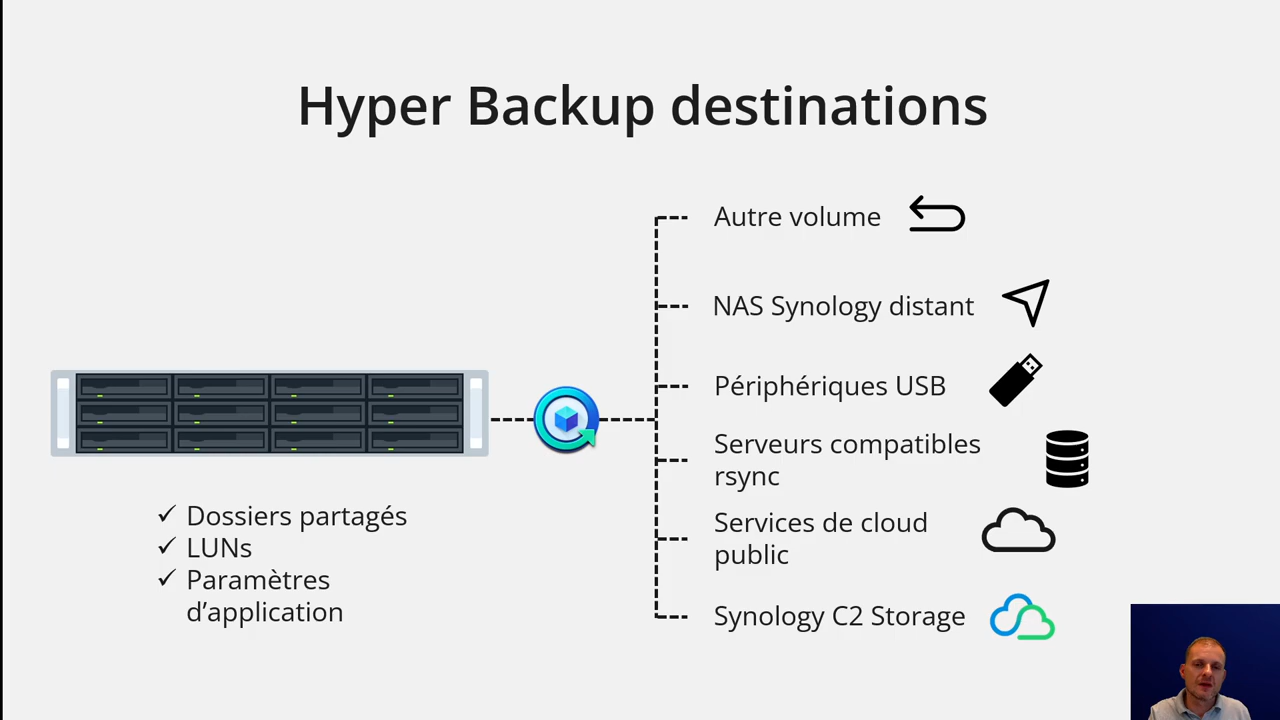 Hyper Backup destinations
Autre volume
NAS Synology distant
Périphériques USB
Serveurs compatibles
rsync
Services de cloud
public
Synology C2 Storage
Dossiers partagés
LUNs
Paramètres
d’application